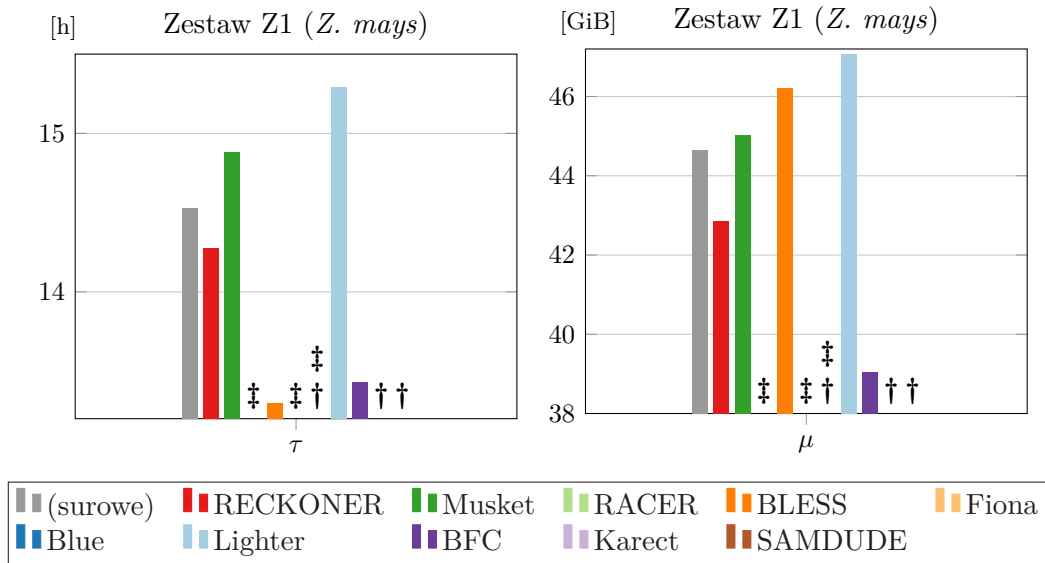 [h] Zestaw Z1 (Z. mays)
15
14
‡ ‡ ‡† † †
τ
[GiB] Zestaw Z1 (Z. mays)
46
44
42
40
38
‡ ‡ ‡† † †
μ
(surowe) RECKONER Musket RACER BLESS Fiona
Blue Lighter BFC Karect SAMDUDE